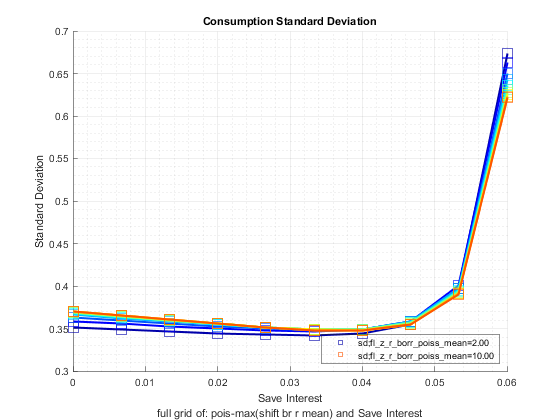 Consumption Standard Deviation
0.7
0.65
0.6
0.55
0.5
0.45
0.4
0.35
0.3
Standard Deviation
sd:fl_z_r_borr_poiss_mean=2.00
sd:fl_z_r_borr_poiss_mean=10.00
0 0.01 0.02 0.03 0.04 0.05 0.06
Save Interest
full grid of: pois-max(shift br r mean) and Save Interest